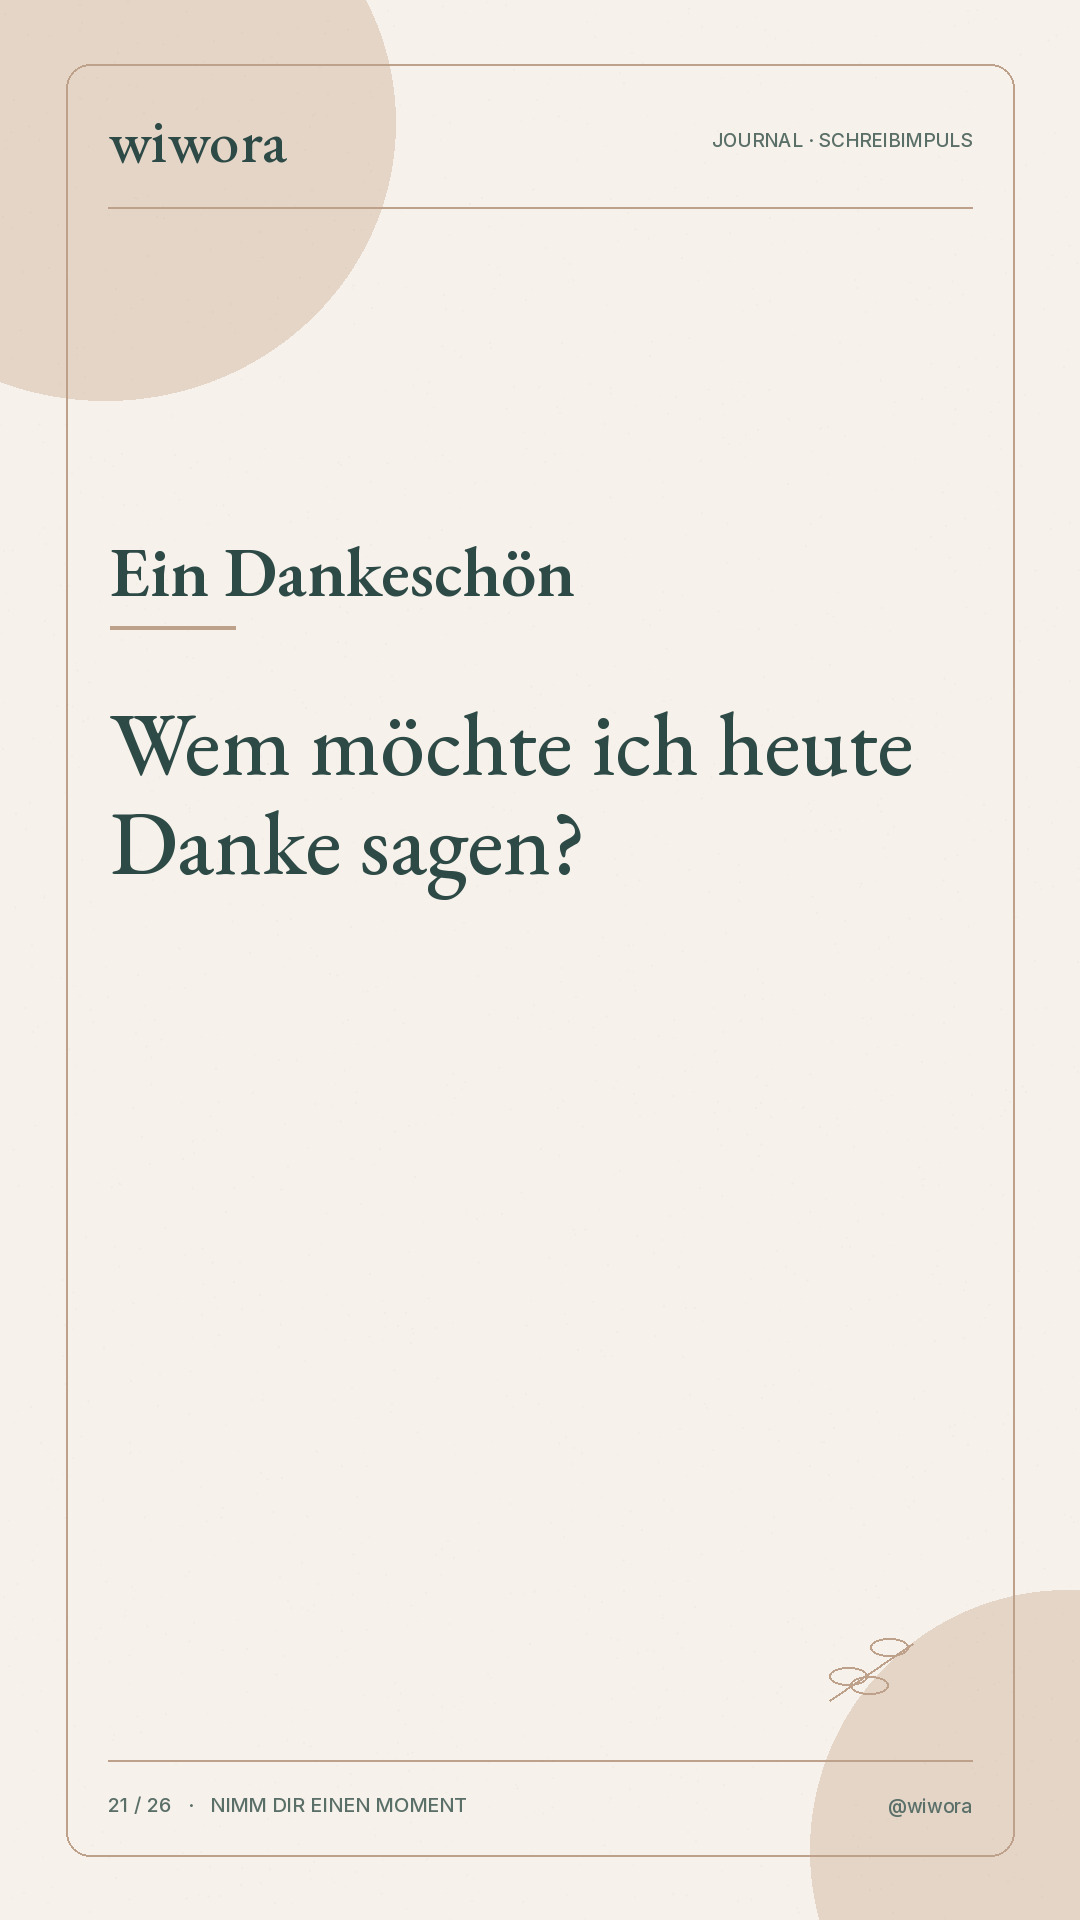 wiwora
JOURNAL · SCHREIBIMPULS
Ein Dankeschön
Wem möchte ich heute
Danke sagen?
21 / 26 · NIMM DIR EINEN MOMENT
@wiwora